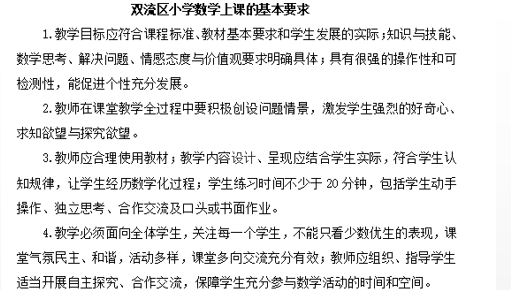 双流区小学数学上课的基本要求
1.教学目标应符合课程标准、教材基本要求和学生发展的实际;知识与技能、
数学思考、解决问题、情感态度与价值观要求明确具体;具有很强的操作性和可
检测性,能促进个性充分发展。
2.教师在课堂教学全过程中要积极创设问题情景,激发学生强烈的好奇心、
求知欲望与探究欲望。
3.教师应合理使用教材;教学内容设计、呈现应结合学生实际,符合学生认
知规律,让学生经历数学化过程;学生练习时间不少于 20 分钟,包括学生动手
操作、独立思考、合作交流及口头或书面作业。
4.教学必须面向全体学生,关注每一个学生,不能只看少数优生的表现,课
堂气氛民主、和谐,活动多样,课堂多向交流充分有效;教师应组织、指导学生
适当开展自主探究、合作交流,保障学生充分参与数学活动的时间和空间。